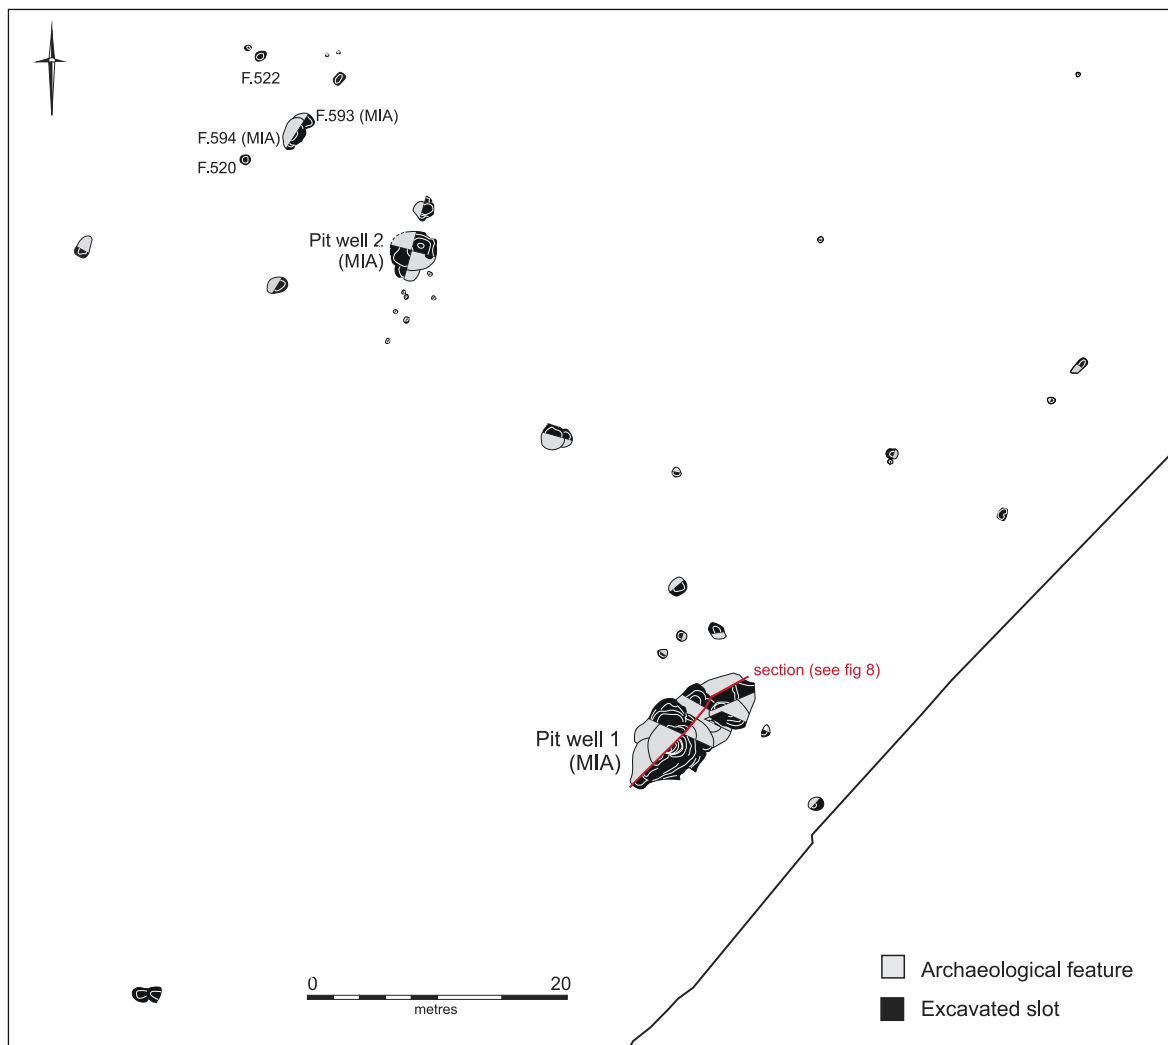 F.522
F.593 (MIA)
F.594 (MIA)
F.520
Pit well 2
(MIA)
section (see fig 8)
Pit well 1
(MIA)
0 20
metres
Archaeological feature
Excavated slot